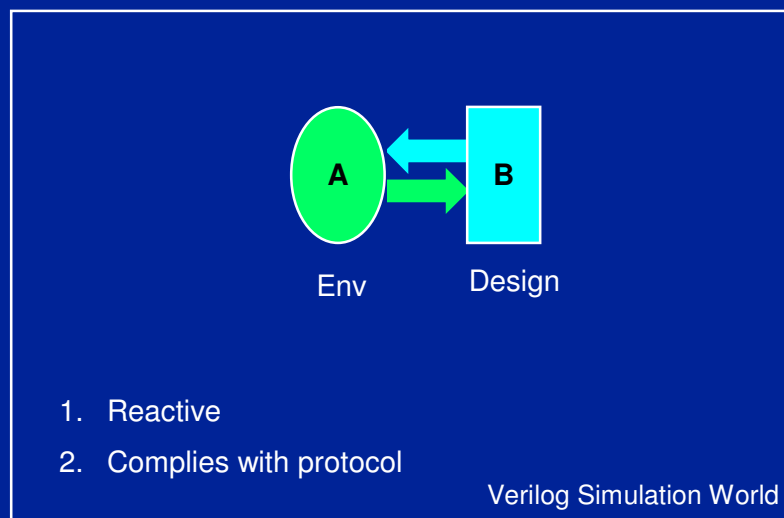 A
B
Env
Design
1. Reactive
2. Complies with protocol
Verilog Simulation World